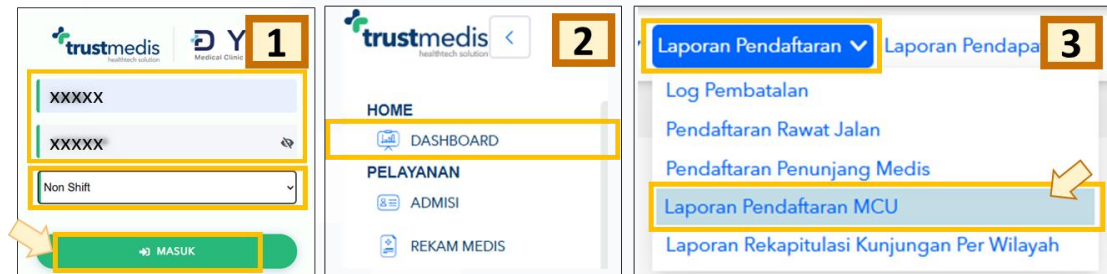 trustmedis
healthtech solution
DY
Medical Clinic
1
XXXXX
XXXXX
Non Shift
MASUK
trustmedis
healthtech solution
2
HOME
DASHBOARD
PELAYANAN
ADMISI
REKAM MEDIS
Laporan Pendaftaran
Laporan Pendapa
3
Log Pembatalan
Pendaftaran Rawat Jalan
Pendaftaran Penunjang Medis
Laporan Pendaftaran MCU
Laporan Rekapitulasi Kunjungan Per Wilayah